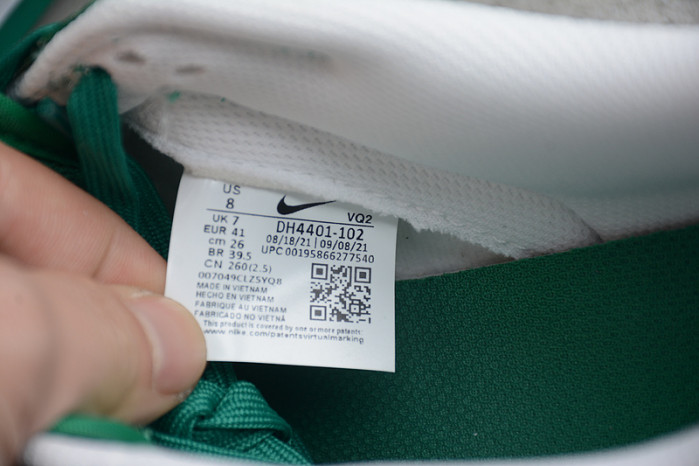 US
8
VQ2
UK 7
DH4401-102
EUR 41
08/18/21 | 09/08/21
cm 26
UPC 00195866277540
BR 39.5
CN 260(2.5)
007049CLZ5YQ8
MADE IN VIETNAM
HECHO EN VIETNAM
FABRIQUE AU VIETNAM
FABRICADO NO VIETNÃ
This product is covered by one or more patents:
www.nike.com/patentsvirtualmarking